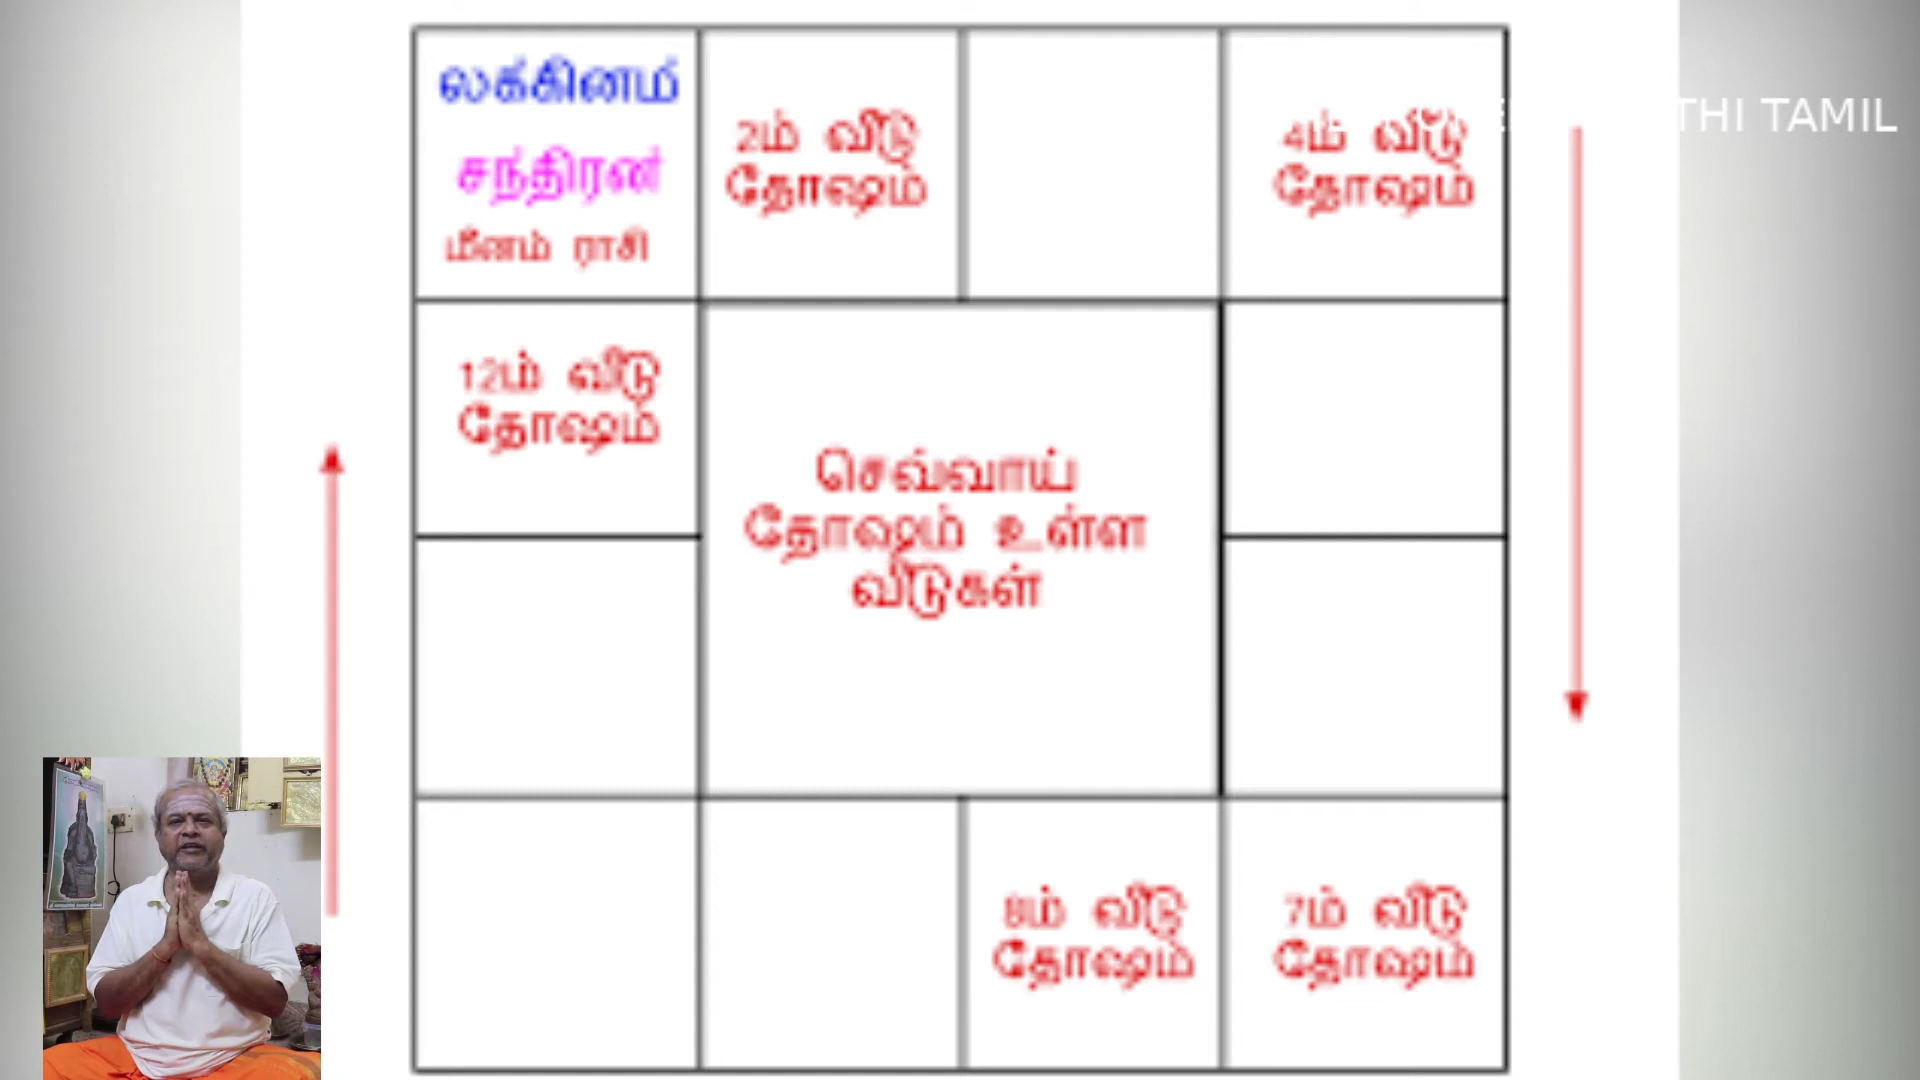 லக்கினம்
சந்திரன்
மீனம் ராசி
2ம் வீடு
தோஷம்
4ம் வீடு
தோஷம்
THI TAMIL
12ம் வீடு
தோஷம்
செவ்வாய்
தோஷம் உள்ள
வீடுகள்
8ம் வீடு
தோஷம்
7ம் வீடு
தோஷம்